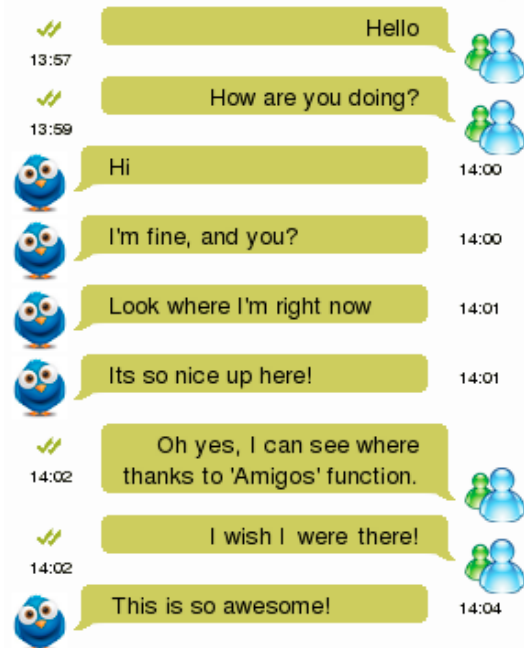 Hello
13:57
How are you doing?
13:59
Hi
14:00
I'm fine, and you?
14:00
Look where I'm right now
14:01
Its so nice up here!
14:01
Oh yes, I can see where
thanks to 'Amigos' function.
14:02
I wish I were there!
14:02
This is so awesome!
14:04